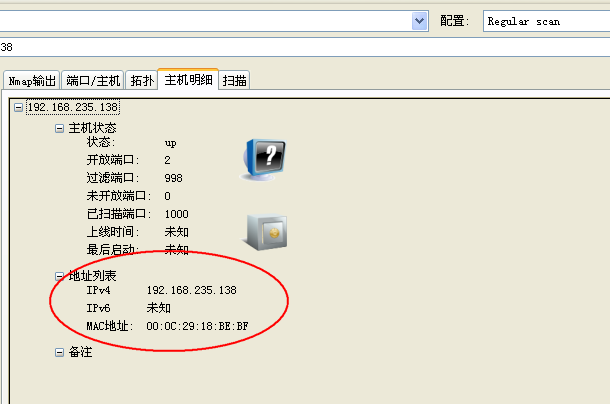 配置: Regular scan
38
Nmap输出 端口/主机 拓扑 主机明细 扫描
192.168.235.138
主机状态
状态: up
开放端口: 2
过滤端口: 998
未开放端口: 0
已扫描端口: 1000
上线时间: 未知
最后启动: 未知
地址列表
IPv4 192.168.235.138
IPv6 未知
MAC地址: 00:0C:29:18:BE:BF
备注